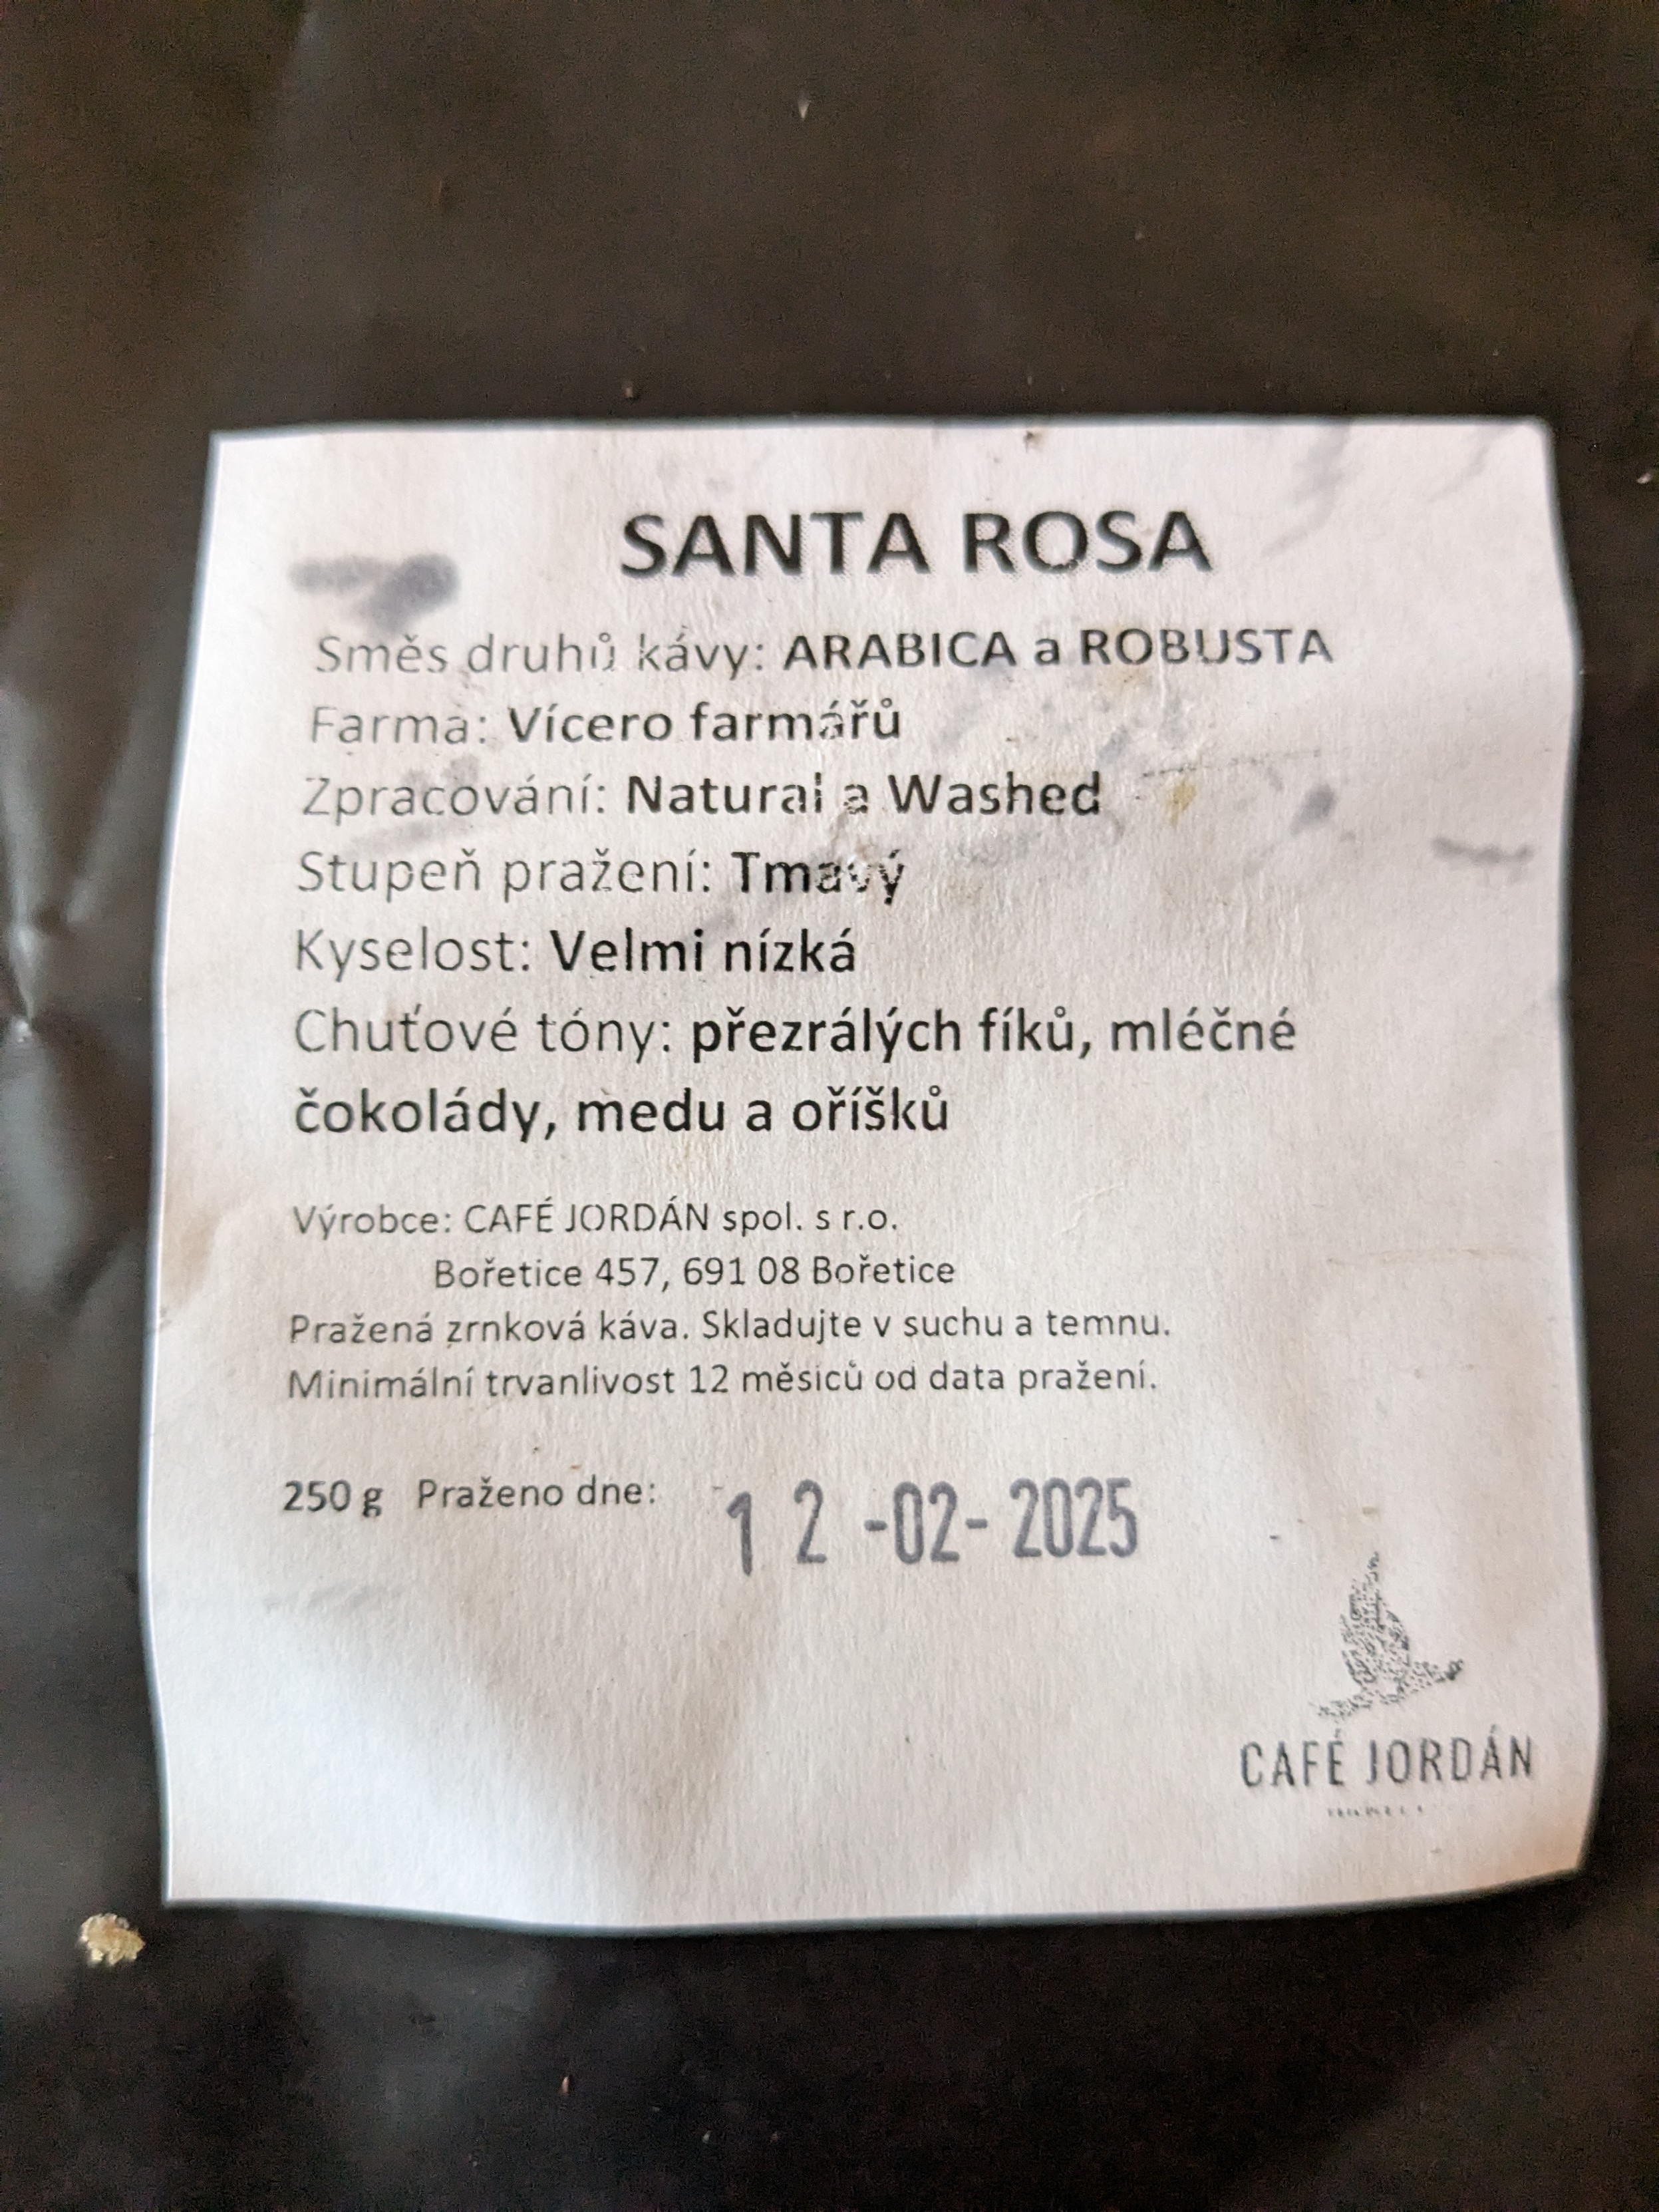 SANTA ROSA
Směs druhů kávy: ARABICA a ROBUSTA
Farma: Vícero farmářů
Zpracování: Natural a Washed
Stupeň pražení: Tmavý
Kyselost: Velmi nízká
Chuťové tóny: přezrálých fíků, mléčné
čokolády, medu a oříšků
Výrobce: CAFÉ JORDÁN spol. s r.o.
Bořetice 457, 691 08 Bořetice
Pražená zrnková káva. Skladujte v suchu a temnu.
Minimální trvanlivost 12 měsíců od data pražení.
250 g Praženo dne: 12 -02- 2025
CAFÉ JORDÁN